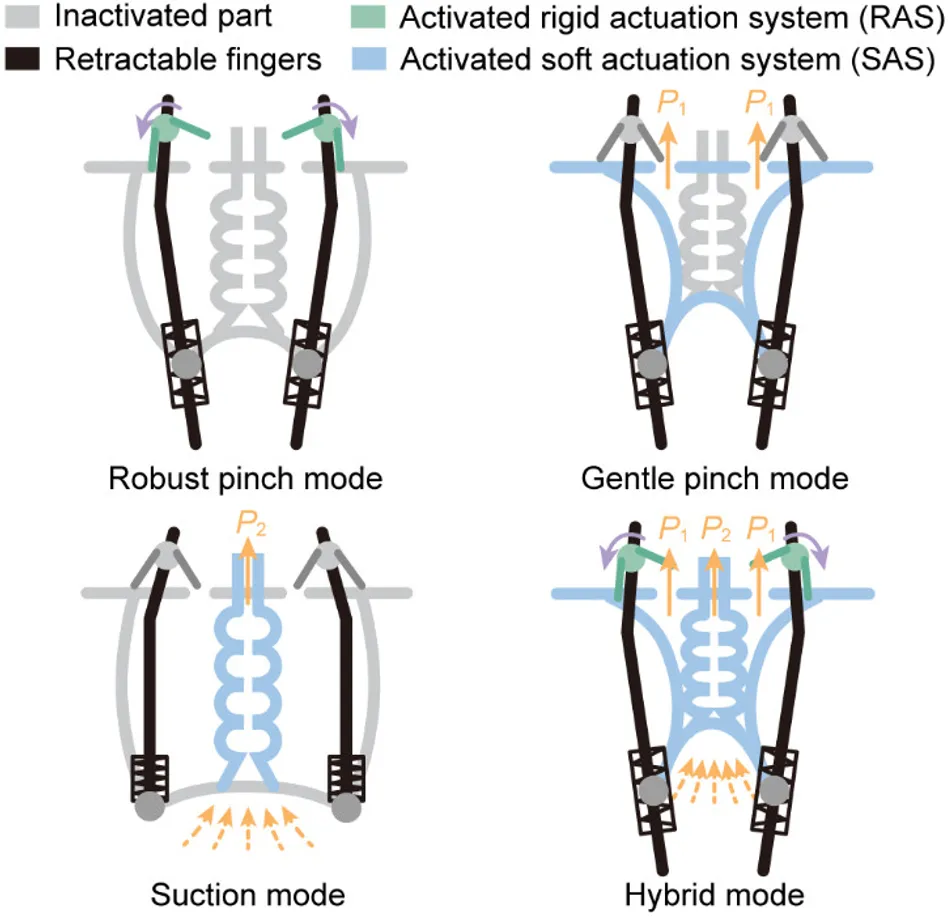 Inactivated part
Activated rigid actuation system (RAS)
Retractable fingers
Activated soft actuation system (SAS)
P1 P1
Robust pinch mode
Gentle pinch mode
P2
P1 P2 P1
Suction mode
Hybrid mode